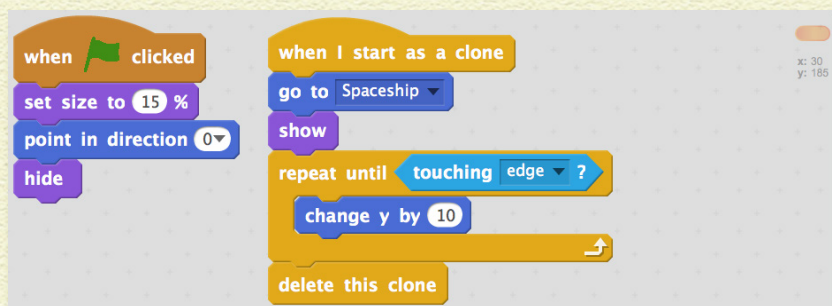 when clicked
set size to 15 %
point in direction 0
hide
when I start as a clone
go to Spaceship
show
repeat until touching edge ?
change y by 10
delete this clone
x: 30
y: 185